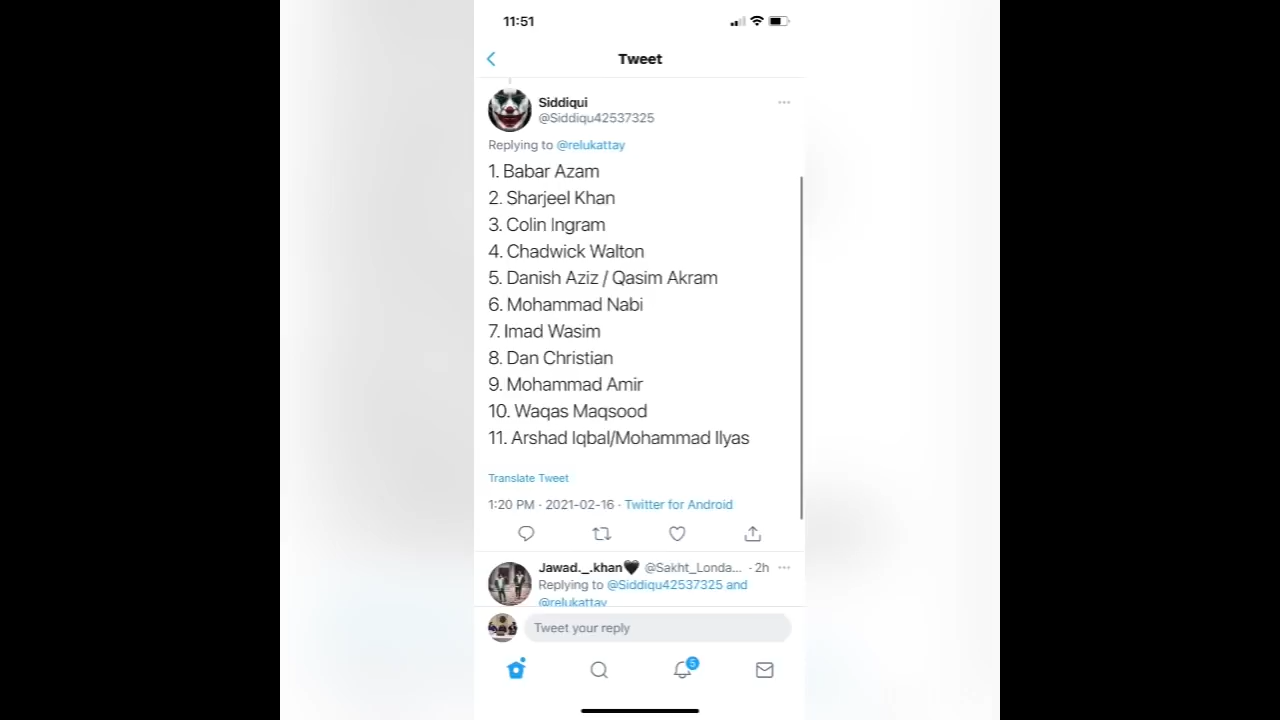 11:51
Tweet
Siddiqui
@Siddiqu42537325
Replying to @relukattay
1. Babar Azam
2. Sharjeel Khan
3. Colin Ingram
4. Chadwick Walton
5. Danish Aziz / Qasim Akram
6. Mohammad Nabi
7. Imad Wasim
8. Dan Christian
9. Mohammad Amir
10. Waqas Maqsood
11. Arshad Iqbal/Mohammad Ilyas
Translate Tweet
1:20 PM · 2021-02-16 · Twitter for Android
Jawad._.khan🖤 @Sakht_Londa... · 2h
Replying to @Siddiqu42537325 and
@relukattay
Tweet your reply
5